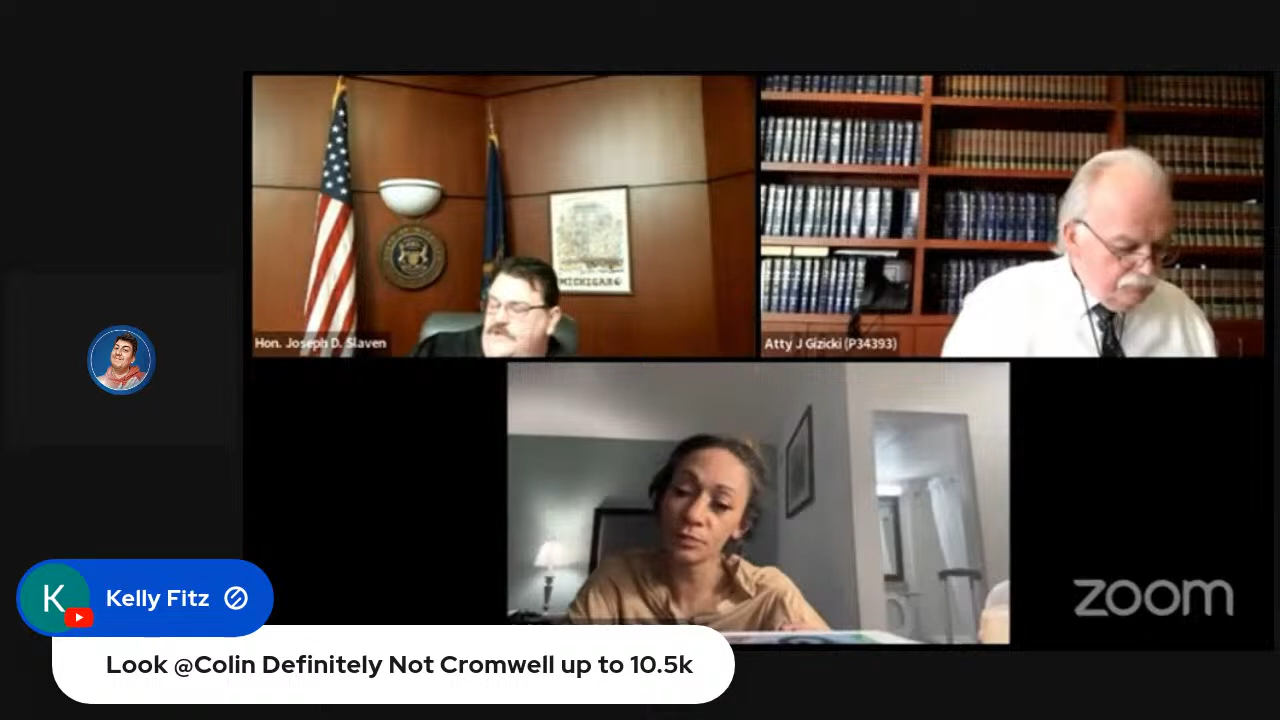 Hon. Joseph D. Slaven
Atty J Gizicki (P34393)
MICHIGAN
zoom
K
Kelly Fitz
Look @Colin Definitely Not Cromwell up to 10.5k